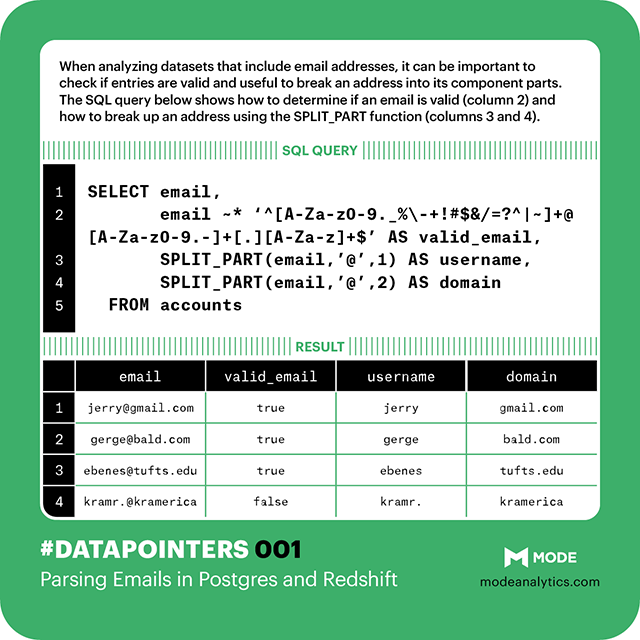 When analyzing datasets that include email addresses, it can be important to
check if entries are valid and useful to break an address into its component parts.
The SQL query below shows how to determine if an email is valid (column 2) and
how to break up an address using the SPLIT_PART function (columns 3 and 4).
SQL QUERY
1 SELECT email,
2 email ~* ‘^[A-Za-z0-9._%\-+!#$&/=?^|~]+@
[A-Za-z0-9.-]+[.][A-Za-z]+$’ AS valid_email,
3 SPLIT_PART(email,’@’,1) AS username,
4 SPLIT_PART(email,’@’,2) AS domain
5 FROM accounts
RESULT
email valid_email username domain
1 jerry@gmail.com true jerry gmail.com
2 gerge@bald.com true gerge bald.com
3 ebenes@tufts.edu true ebenes tufts.edu
4 kramr.@kramerica false kramr. kramerica
#DATAPOINTERS 001
Parsing Emails in Postgres and Redshift
MODE
modeanalytics.com